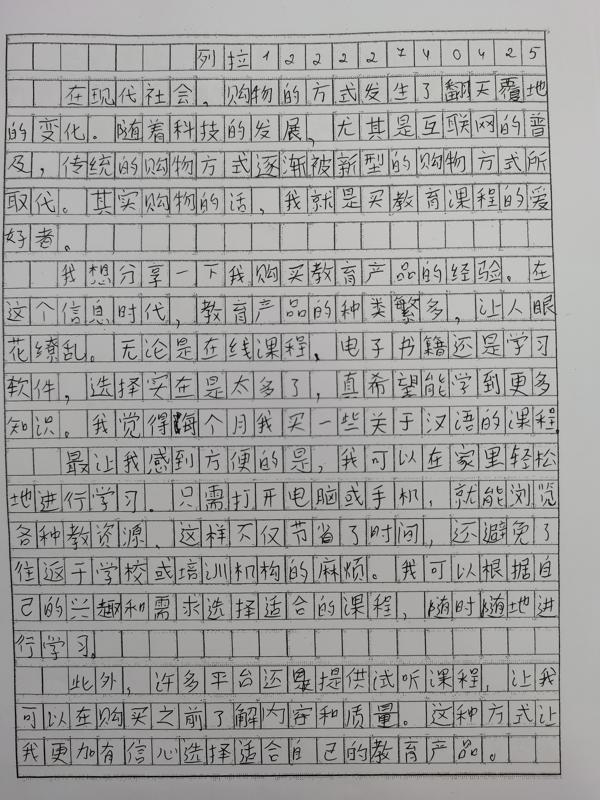 列拉1222274 04 25
在现代社会，购物的方式发生了翻天覆地
的变化。随着科技的发展，尤其是互联网的普
及，传统的购物方式逐渐被新型的购物方式所
取代。其实购物的话，我就是买教育课程的爱
好者。
我想分享一下我购买教育产品的经验。在
这个信息时代，教育产品的种类繁多，让人眼
花缭乱。无论是在线课程、电子书籍还是学习
软件，选择实在是太多了，真希望能学到更多
知识。我觉得每个月我买一些关于汉语的课程
最让我感到方便的是，我可以在家里轻松
地进行学习．只需打开电脑或手机，就能浏览
各种教资源．这样不仅节省了时间，还避免了
往返于学校或培训机构的麻烦。我可以根据自
己的兴趣和需求选择适合的课程，随时随地进
行学习．
此外，许多平台还是提供试听课程，让我
可以在购买之前了解内容和质量。这种方式让
我更加有信心选择适合自己的教育产品。